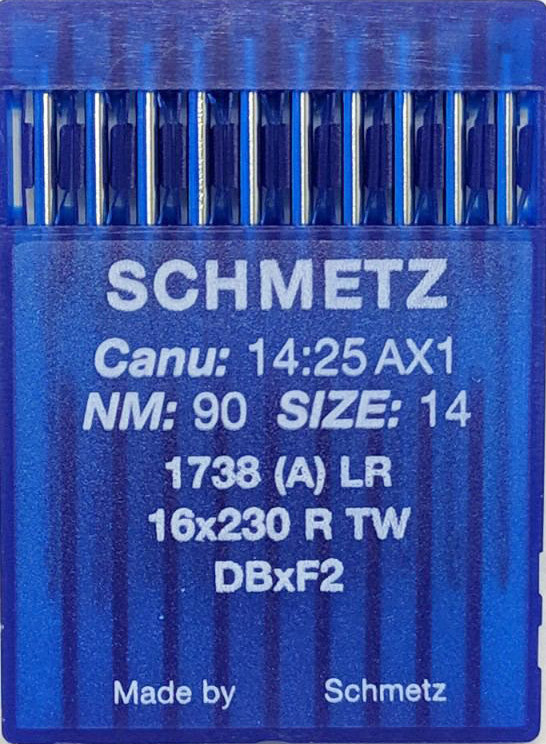 SCHMETZ
Canu: 14:25 AX1
NM: 90 SIZE: 14
1738 (A) LR
16x230 R TW
DBxF2
Made by Schmetz